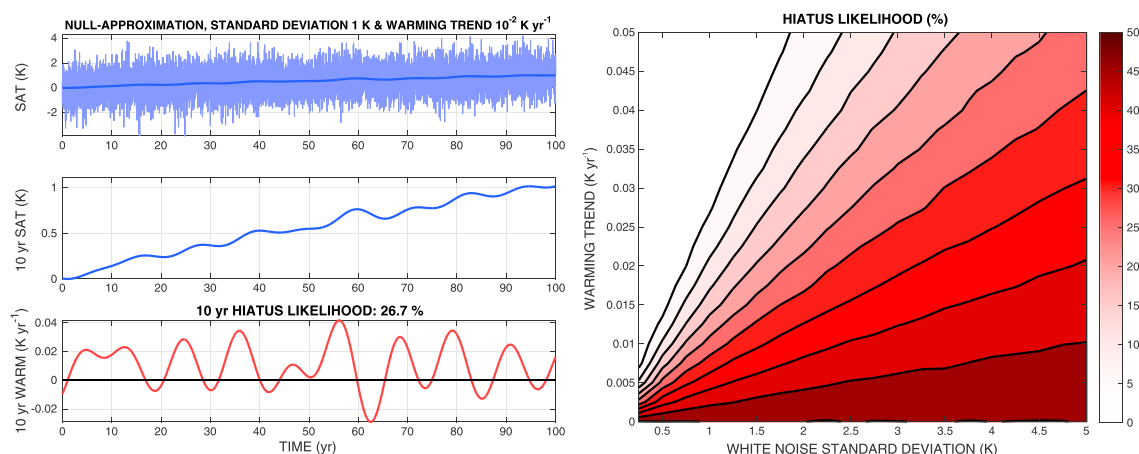 NULL-APPROXIMATION, STANDARD DEVIATION 1 K & WARMING TREND 10⁻² K yr⁻¹
SAT (K)
4
2
0
-2
0 10 20 30 40 50 60 70 80 90 100
10 yr SAT (K)
1
0.5
0
0 10 20 30 40 50 60 70 80 90 100
10 yr HIATUS LIKELIHOOD: 26.7 %
10 yr WARM (K yr⁻¹)
0.04
0.02
0
-0.02
0 10 20 30 40 50 60 70 80 90 100
TIME (yr)
HIATUS LIKELIHOOD (%)
WARMING TREND (K yr⁻¹)
0.05
0.045
0.04
0.035
0.03
0.025
0.02
0.015
0.01
0.005
0
0.5 1 1.5 2 2.5 3 3.5 4 4.5 5
WHITE NOISE STANDARD DEVIATION (K)
50
45
40
35
30
25
20
15
10
5
0